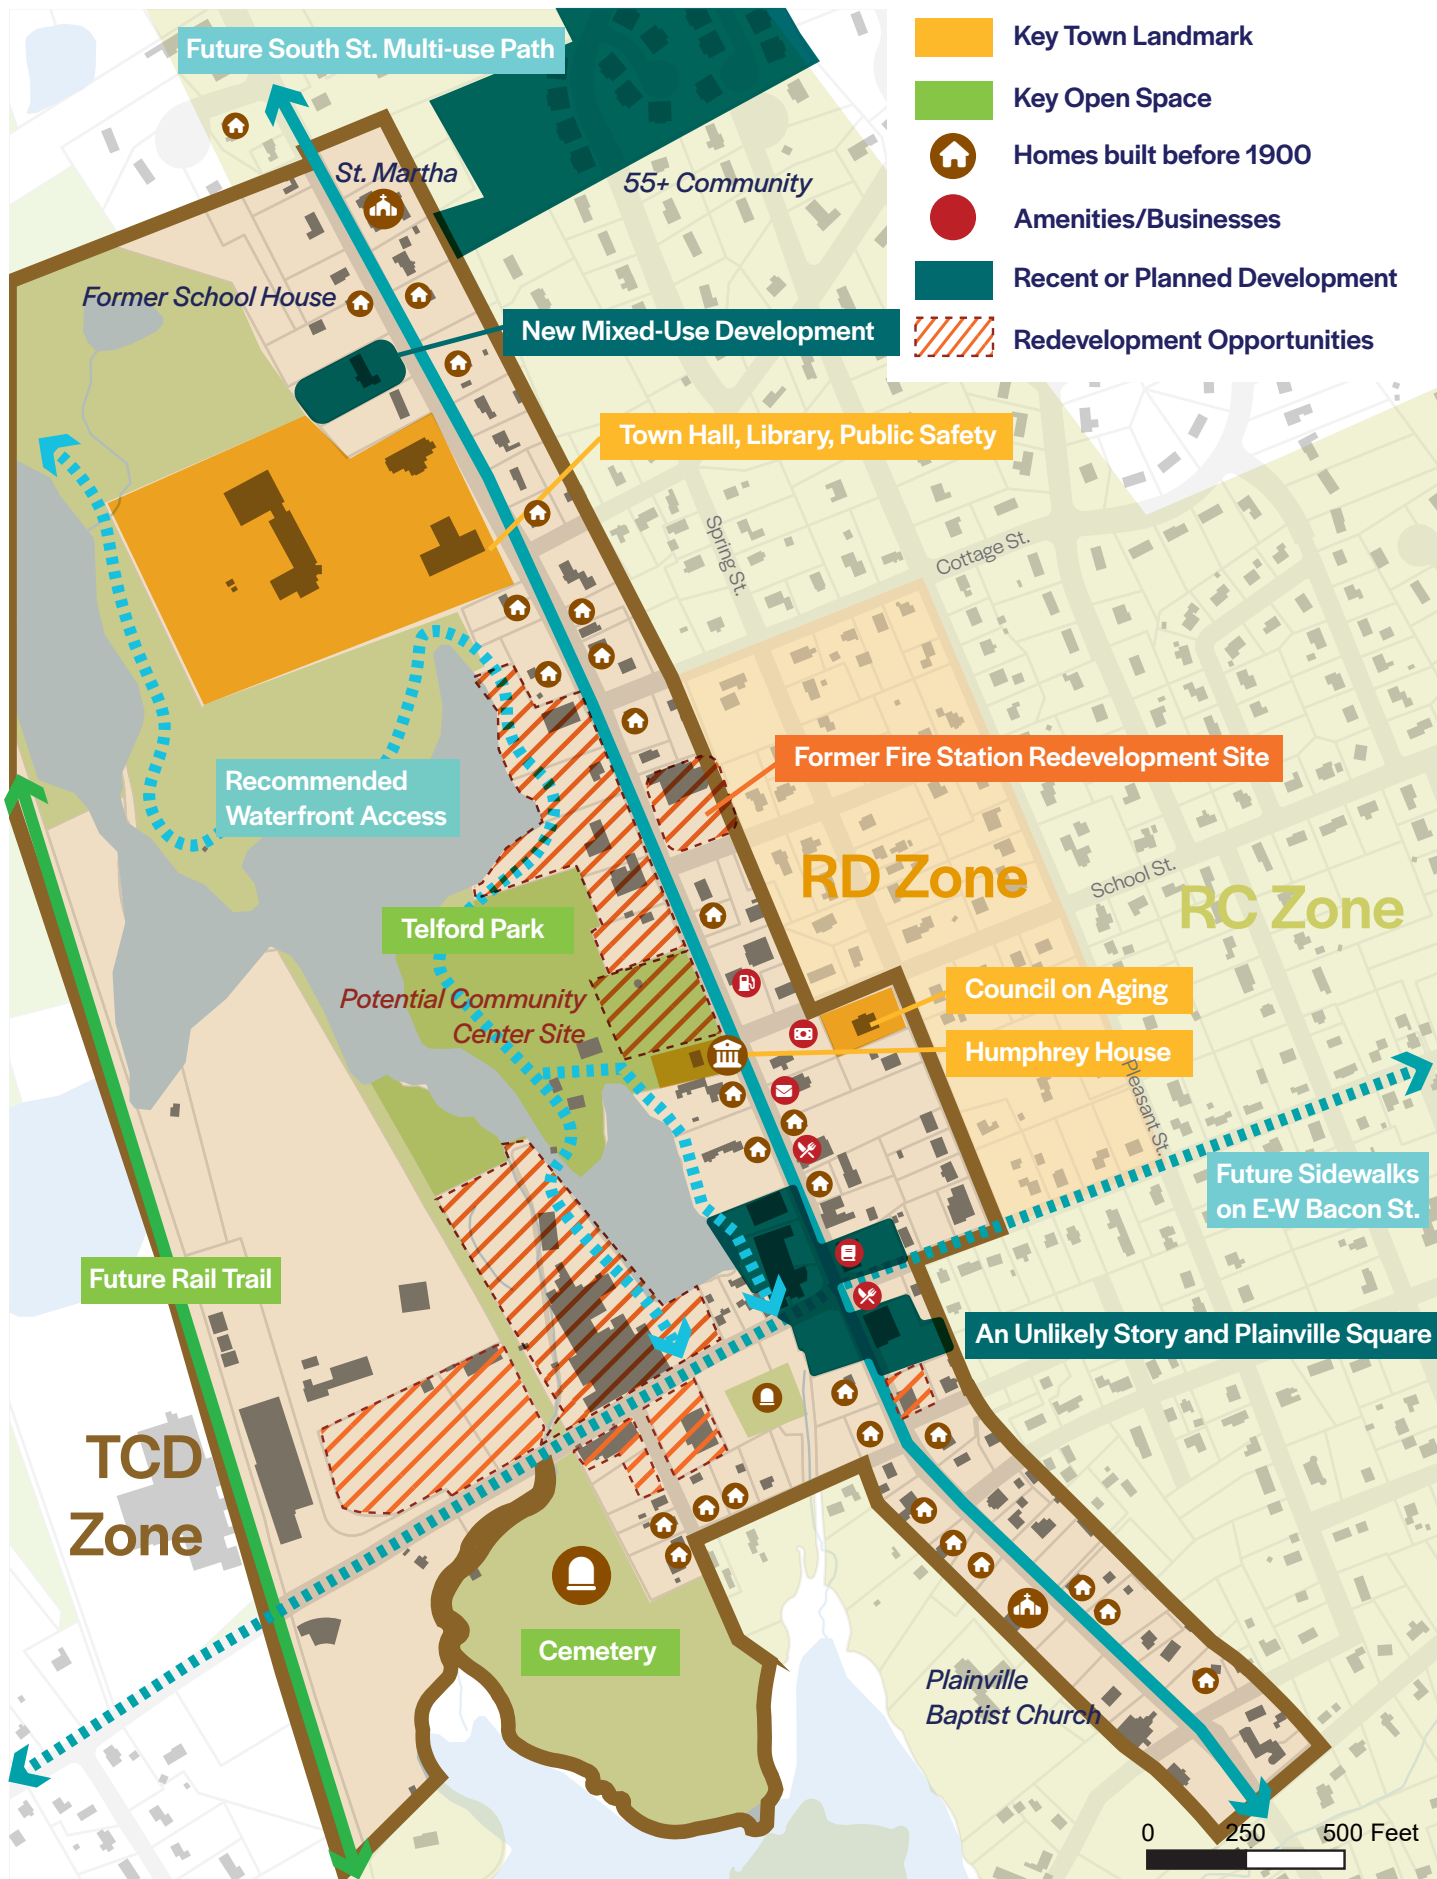 Future South St. Multi-use Path
Key Town Landmark
Key Open Space
Homes built before 1900
Amenities/Businesses
Recent or Planned Development
Redevelopment Opportunities
St. Martha
55+ Community
Former School House
New Mixed-Use Development
Town Hall, Library, Public Safety
Spring St.
Cottage St.
Former Fire Station Redevelopment Site
Recommended
Waterfront Access
RD Zone
School St.
RC Zone
Telford Park
Potential Community
Center Site
Council on Aging
Humphrey House
Pleasant St.
Future Sidewalks
on E-W Bacon St.
Future Rail Trail
An Unlikely Story and Plainville Square
TCD
Zone
Cemetery
Plainville
Baptist Church
0 250 500 Feet